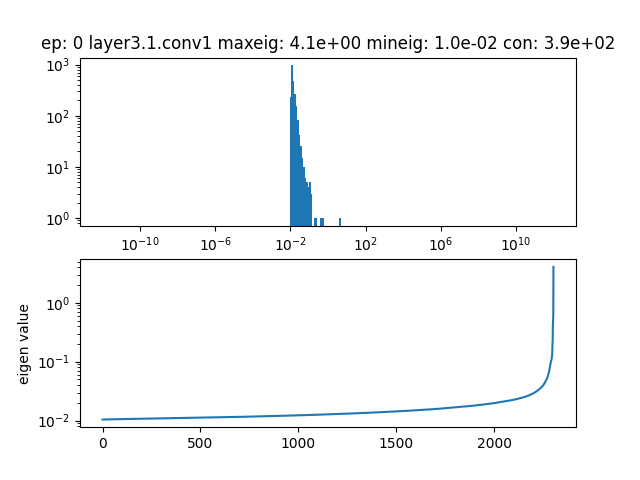 ep: 0 layer3.1.conv1 maxeig: 4.1e+00 mineig: 1.0e-02 con: 3.9e+02
10³
10²
10¹
10⁰
10⁻¹⁰ 10⁻⁶ 10⁻² 10² 10⁶ 10¹⁰
eigen value
10⁰
10⁻¹
10⁻²
0 500 1000 1500 2000